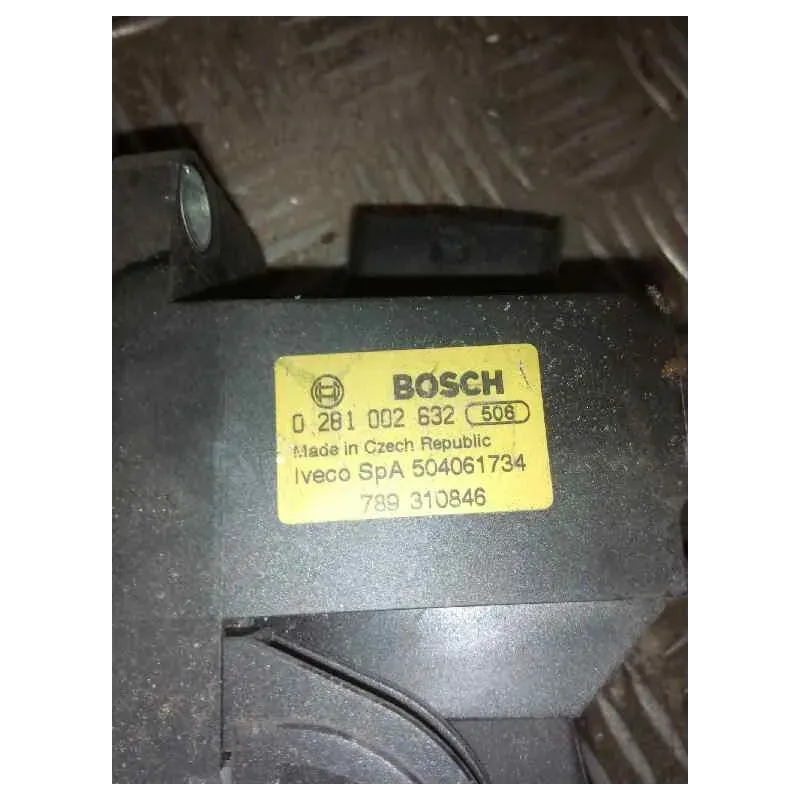 BOSCH
0 281 002 632 506
Made in Czech Republic
Iveco SpA 504061734
789 310846